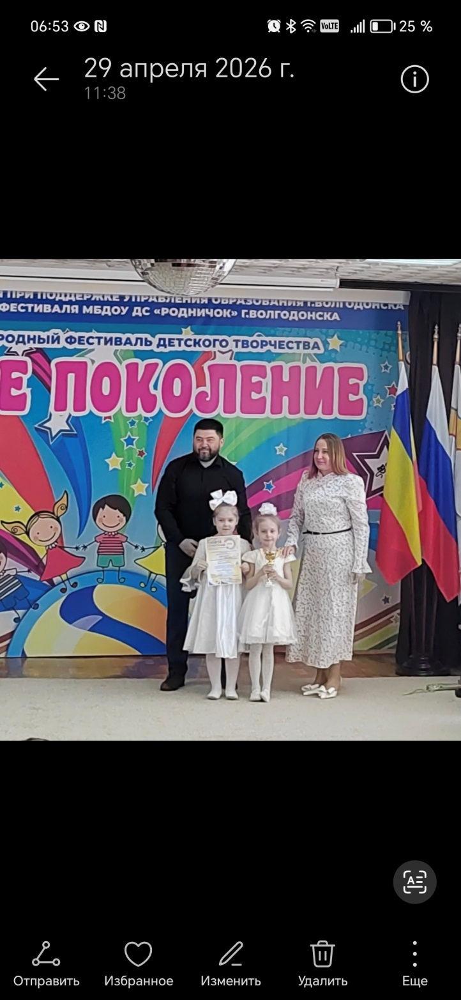 06:53
VoLTE
25 %
29 апреля 2026 г.
11:38
ПРИ ПОДДЕРЖКЕ УПРАВЛЕНИЯ ОБРАЗОВАНИЯ Г.ВОЛГОДОНСКА
ФЕСТИВАЛЯ МБДОУ ДС «РОДНИЧОК» Г.ВОЛГОДОНСКА
РОДНЫЙ ФЕСТИВАЛЬ ДЕТСКОГО ТВОРЧЕСТВА
Е ПОКОЛЕНИЕ
Отправить
Избранное
Изменить
Удалить
Еще